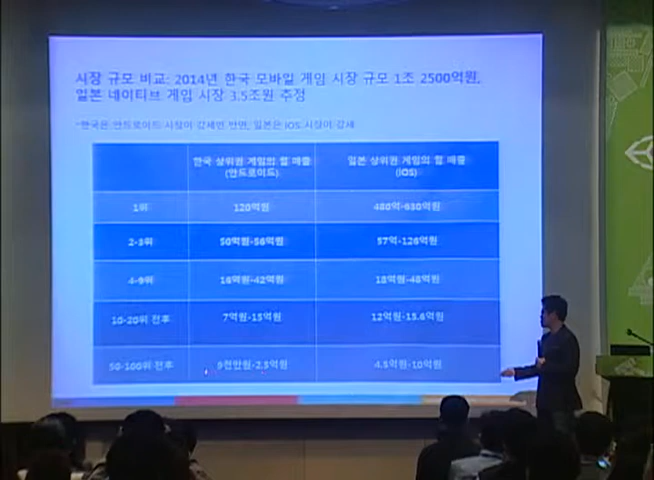 시장 규모 비교: 2014년 한국 모바일 게임 시장 규모 1조 2500억원,
일본 네이티브 게임 시장 3.5조원 추정
*한국은 안드로이드 시장이 강세인 반면, 일본은 iOS 시장이 강세
한국 상위권 게임의 월 매출
(안드로이드)
일본 상위권 게임의 월 매출
(iOS)
1위 120억원 480억-630억원
2-3위 50억원-56억원 57억-126억원
4-9위 16억원-42억원 18억원-48억원
10-20위 전후 7억원-15억원 12억원-15.6억원
50-100위 전후 9천만원-2.5억원 4.5억원-10억원